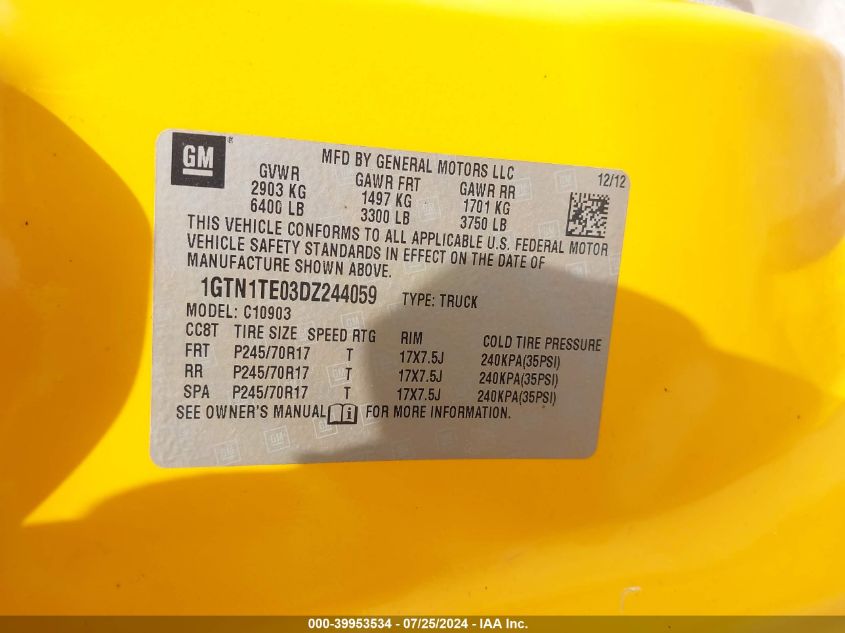 GM
MFD BY GENERAL MOTORS LLC
12/12
GVWR GAWR FRT GAWR RR
2903 KG 1497 KG 1701 KG
6400 LB 3300 LB 3750 LB
THIS VEHICLE CONFORMS TO ALL APPLICABLE U.S. FEDERAL MOTOR
VEHICLE SAFETY STANDARDS IN EFFECT ON THE DATE OF
MANUFACTURE SHOWN ABOVE.
1GTN1TE03DZ244059 TYPE: TRUCK
MODEL: C10903
CC8T TIRE SIZE SPEED RTG RIM COLD TIRE PRESSURE
FRT P245/70R17 T 17X7.5J 240KPA(35PSI)
RR P245/70R17 T 17X7.5J 240KPA(35PSI)
SPA P245/70R17 T 17X7.5J 240KPA(35PSI)
SEE OWNER'S MANUAL FOR MORE INFORMATION.
000-39953534 - 07/25/2024 - IAA Inc.